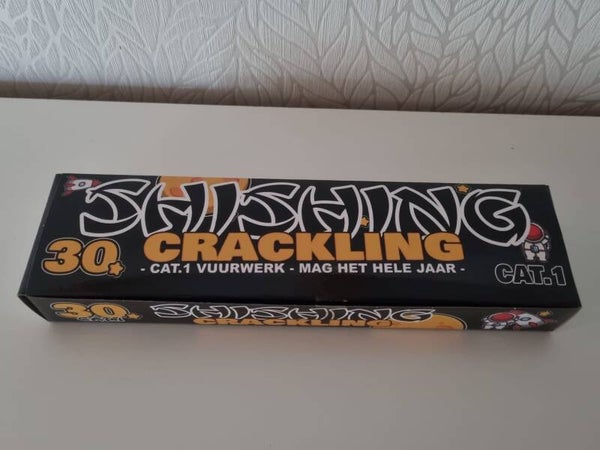 SHISHING
30
CRACKLING
- CAT.1 VUURWERK - MAG HET HELE JAAR -
CAT.1
30
SHISHING
CRACKLING